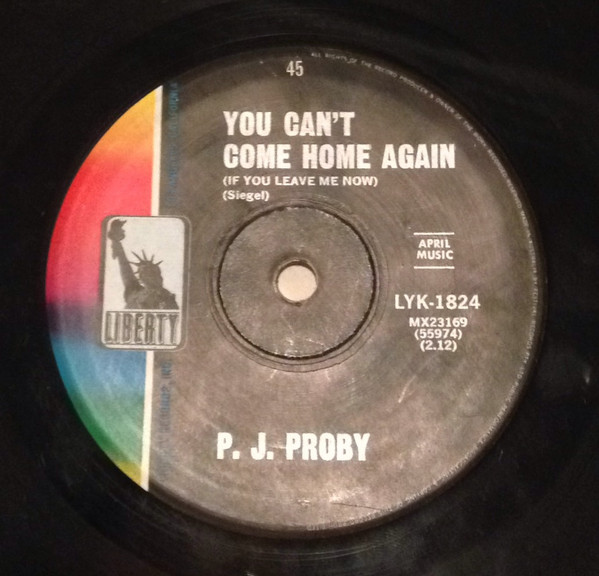 45
YOU CAN'T
COME HOME AGAIN
(IF YOU LEAVE ME NOW)
(Siegel)
APRIL
MUSIC
LIBERTY
LYK-1824
MX23169
(55974)
(2.12)
P. J. PROBY